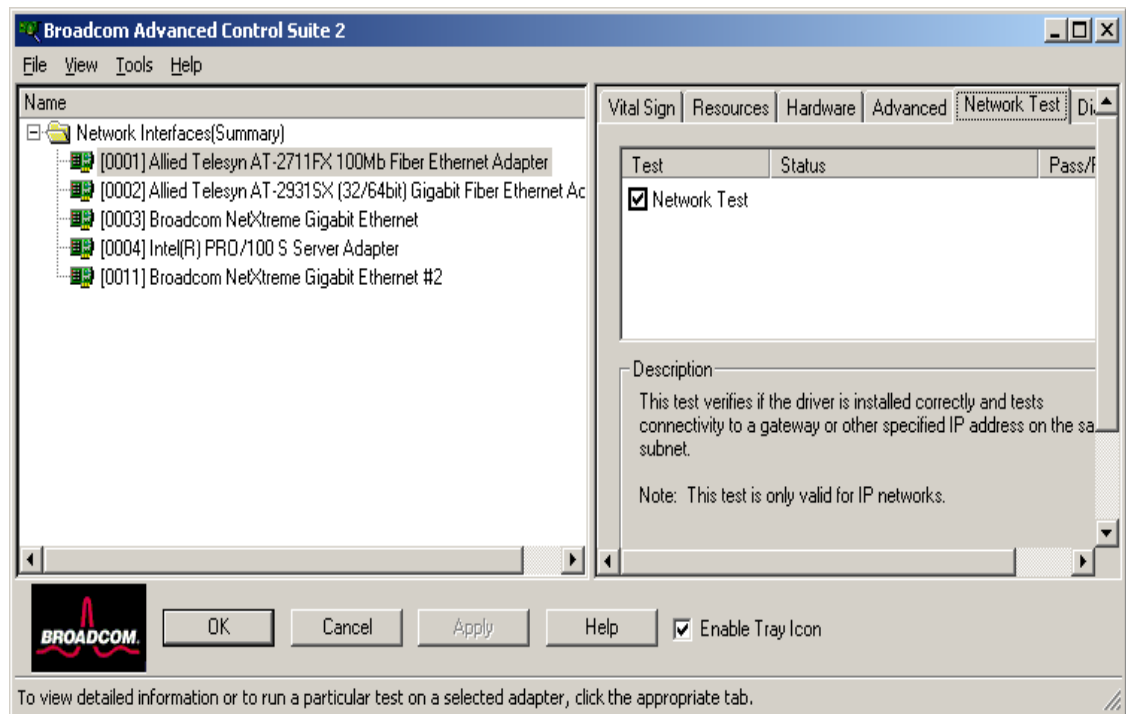 Broadcom Advanced Control Suite 2
File View Tools Help
Name
Network Interfaces(Summary)
[0001] Allied Telesyn AT-2711FX 100Mb Fiber Ethernet Adapter
[0002] Allied Telesyn AT-2931SX (32/64bit) Gigabit Fiber Ethernet Ac
[0003] Broadcom NetXtreme Gigabit Ethernet
[0004] Intel(R) PRO/100 S Server Adapter
[0011] Broadcom NetXtreme Gigabit Ethernet #2
Vital Sign Resources Hardware Advanced Network Test Di
Test Status Pass/F
Network Test
Description
This test verifies if the driver is installed correctly and tests
connectivity to a gateway or other specified IP address on the sa
subnet.
Note: This test is only valid for IP networks.
BROADCOM.
OK Cancel Apply Help Enable Tray Icon
To view detailed information or to run a particular test on a selected adapter, click the appropriate tab.